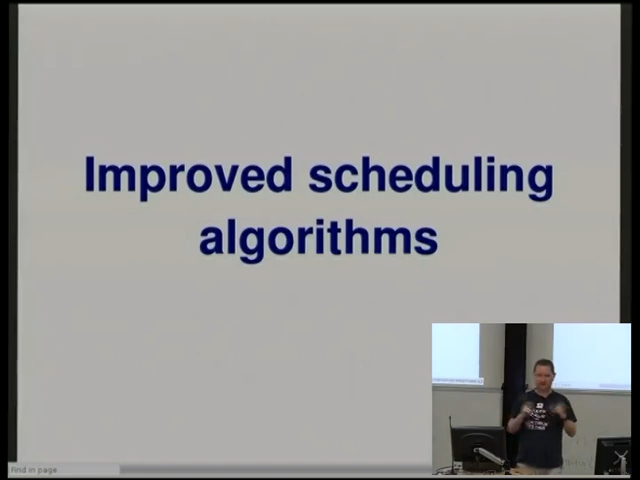 Improved scheduling
algorithms
Find in page